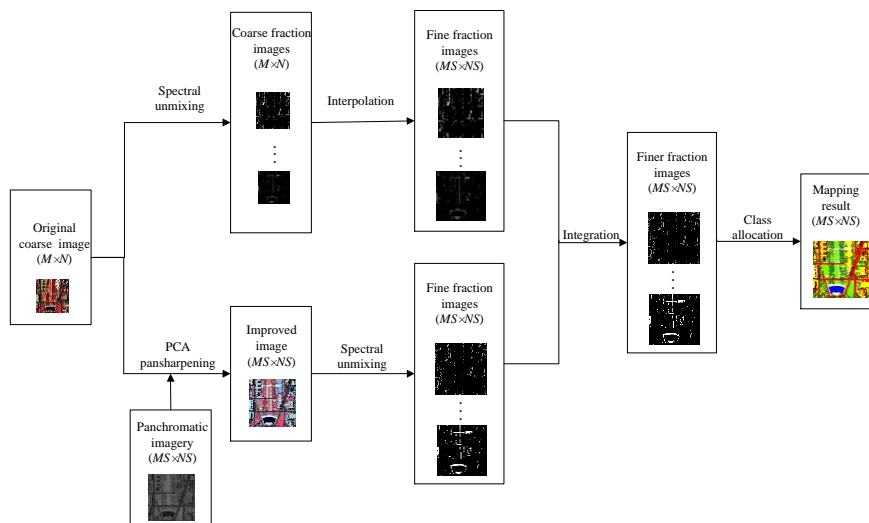 Original
coarse image
(M×N)
Spectral
unmixing
Coarse fraction
images
(M×N)
Interpolation
Fine fraction
images
(MS×NS)
PCA
pansharpening
Panchromatic
imagery
(MS×NS)
Improved
image
(MS×NS)
Spectral
unmixing
Fine fraction
images
(MS×NS)
Integration
Finer fraction
images
(MS×NS)
Class
allocation
Mapping
result
(MS×NS)